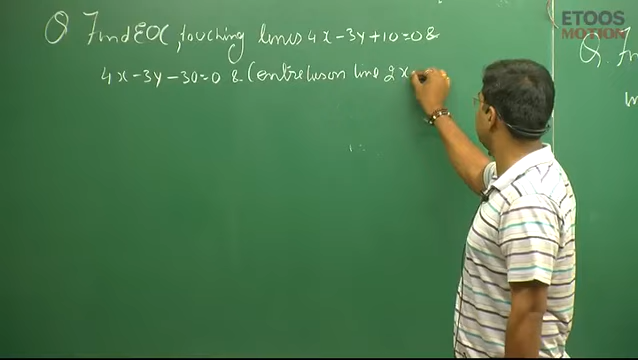 Q Find EOC, touching lines 4x-3y+10=0 &
4x-3y-30=0 & Centre lies on line 2x
ETOOS
MOTION
Q.